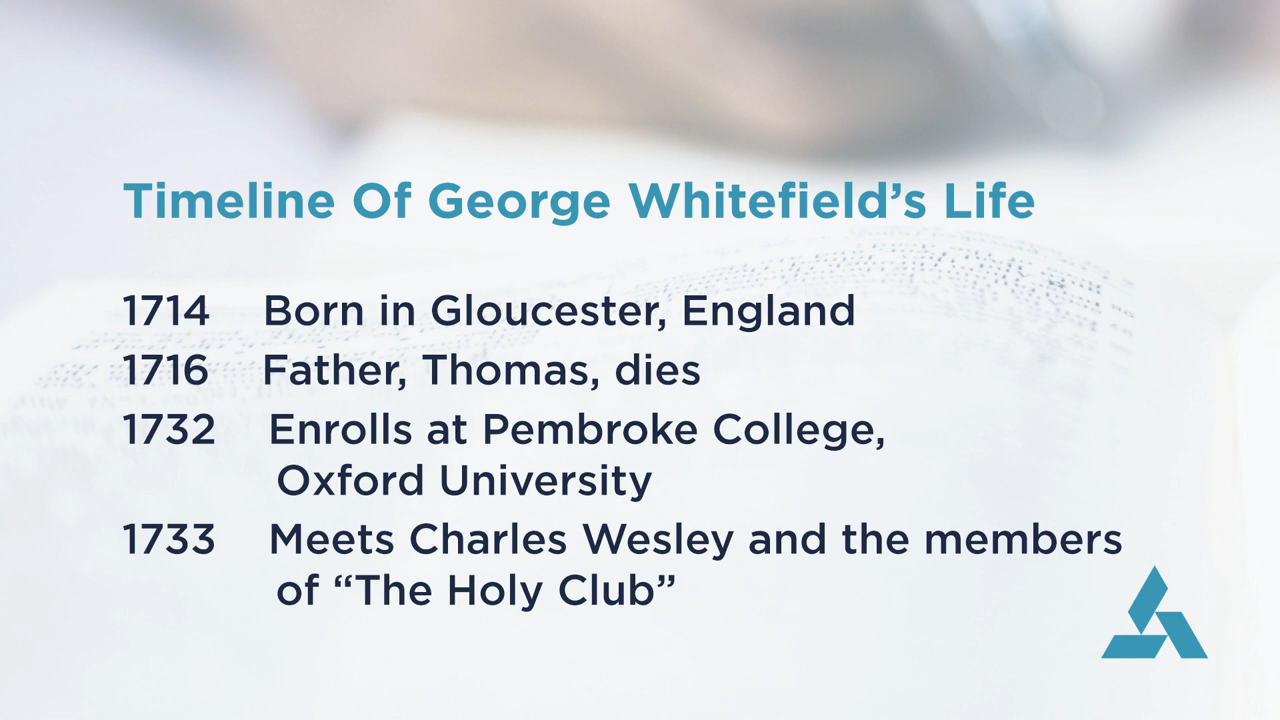 Timeline Of George Whitefield’s Life
1714 Born in Gloucester, England
1716 Father, Thomas, dies
1732 Enrolls at Pembroke College,
Oxford University
1733 Meets Charles Wesley and the members
of “The Holy Club”